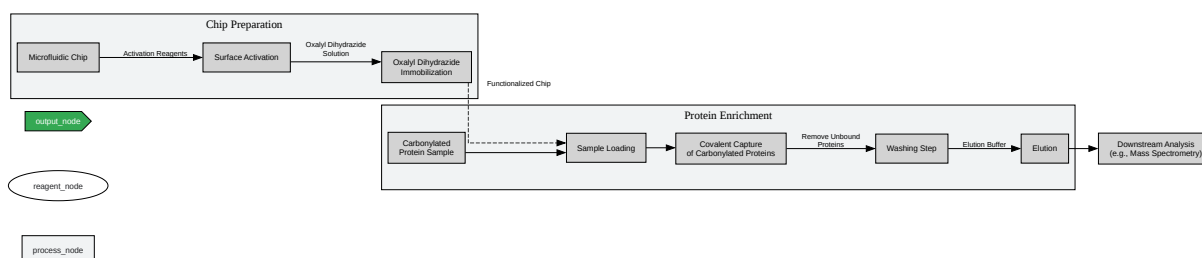 Chip Preparation
Microfluidic Chip
Activation Reagents
Surface Activation
Oxalyl Dihydrazide
Solution
Oxalyl Dihydrazide
Immobilization
Functionalized Chip
output_node
Protein Enrichment
Carbonylated
Protein Sample
Sample Loading
Covalent Capture
of Carbonylated Proteins
Remove Unbound
Proteins
Washing Step
Elution Buffer
Elution
Downstream Analysis
(e.g., Mass Spectrometry)
reagent_node
process_node